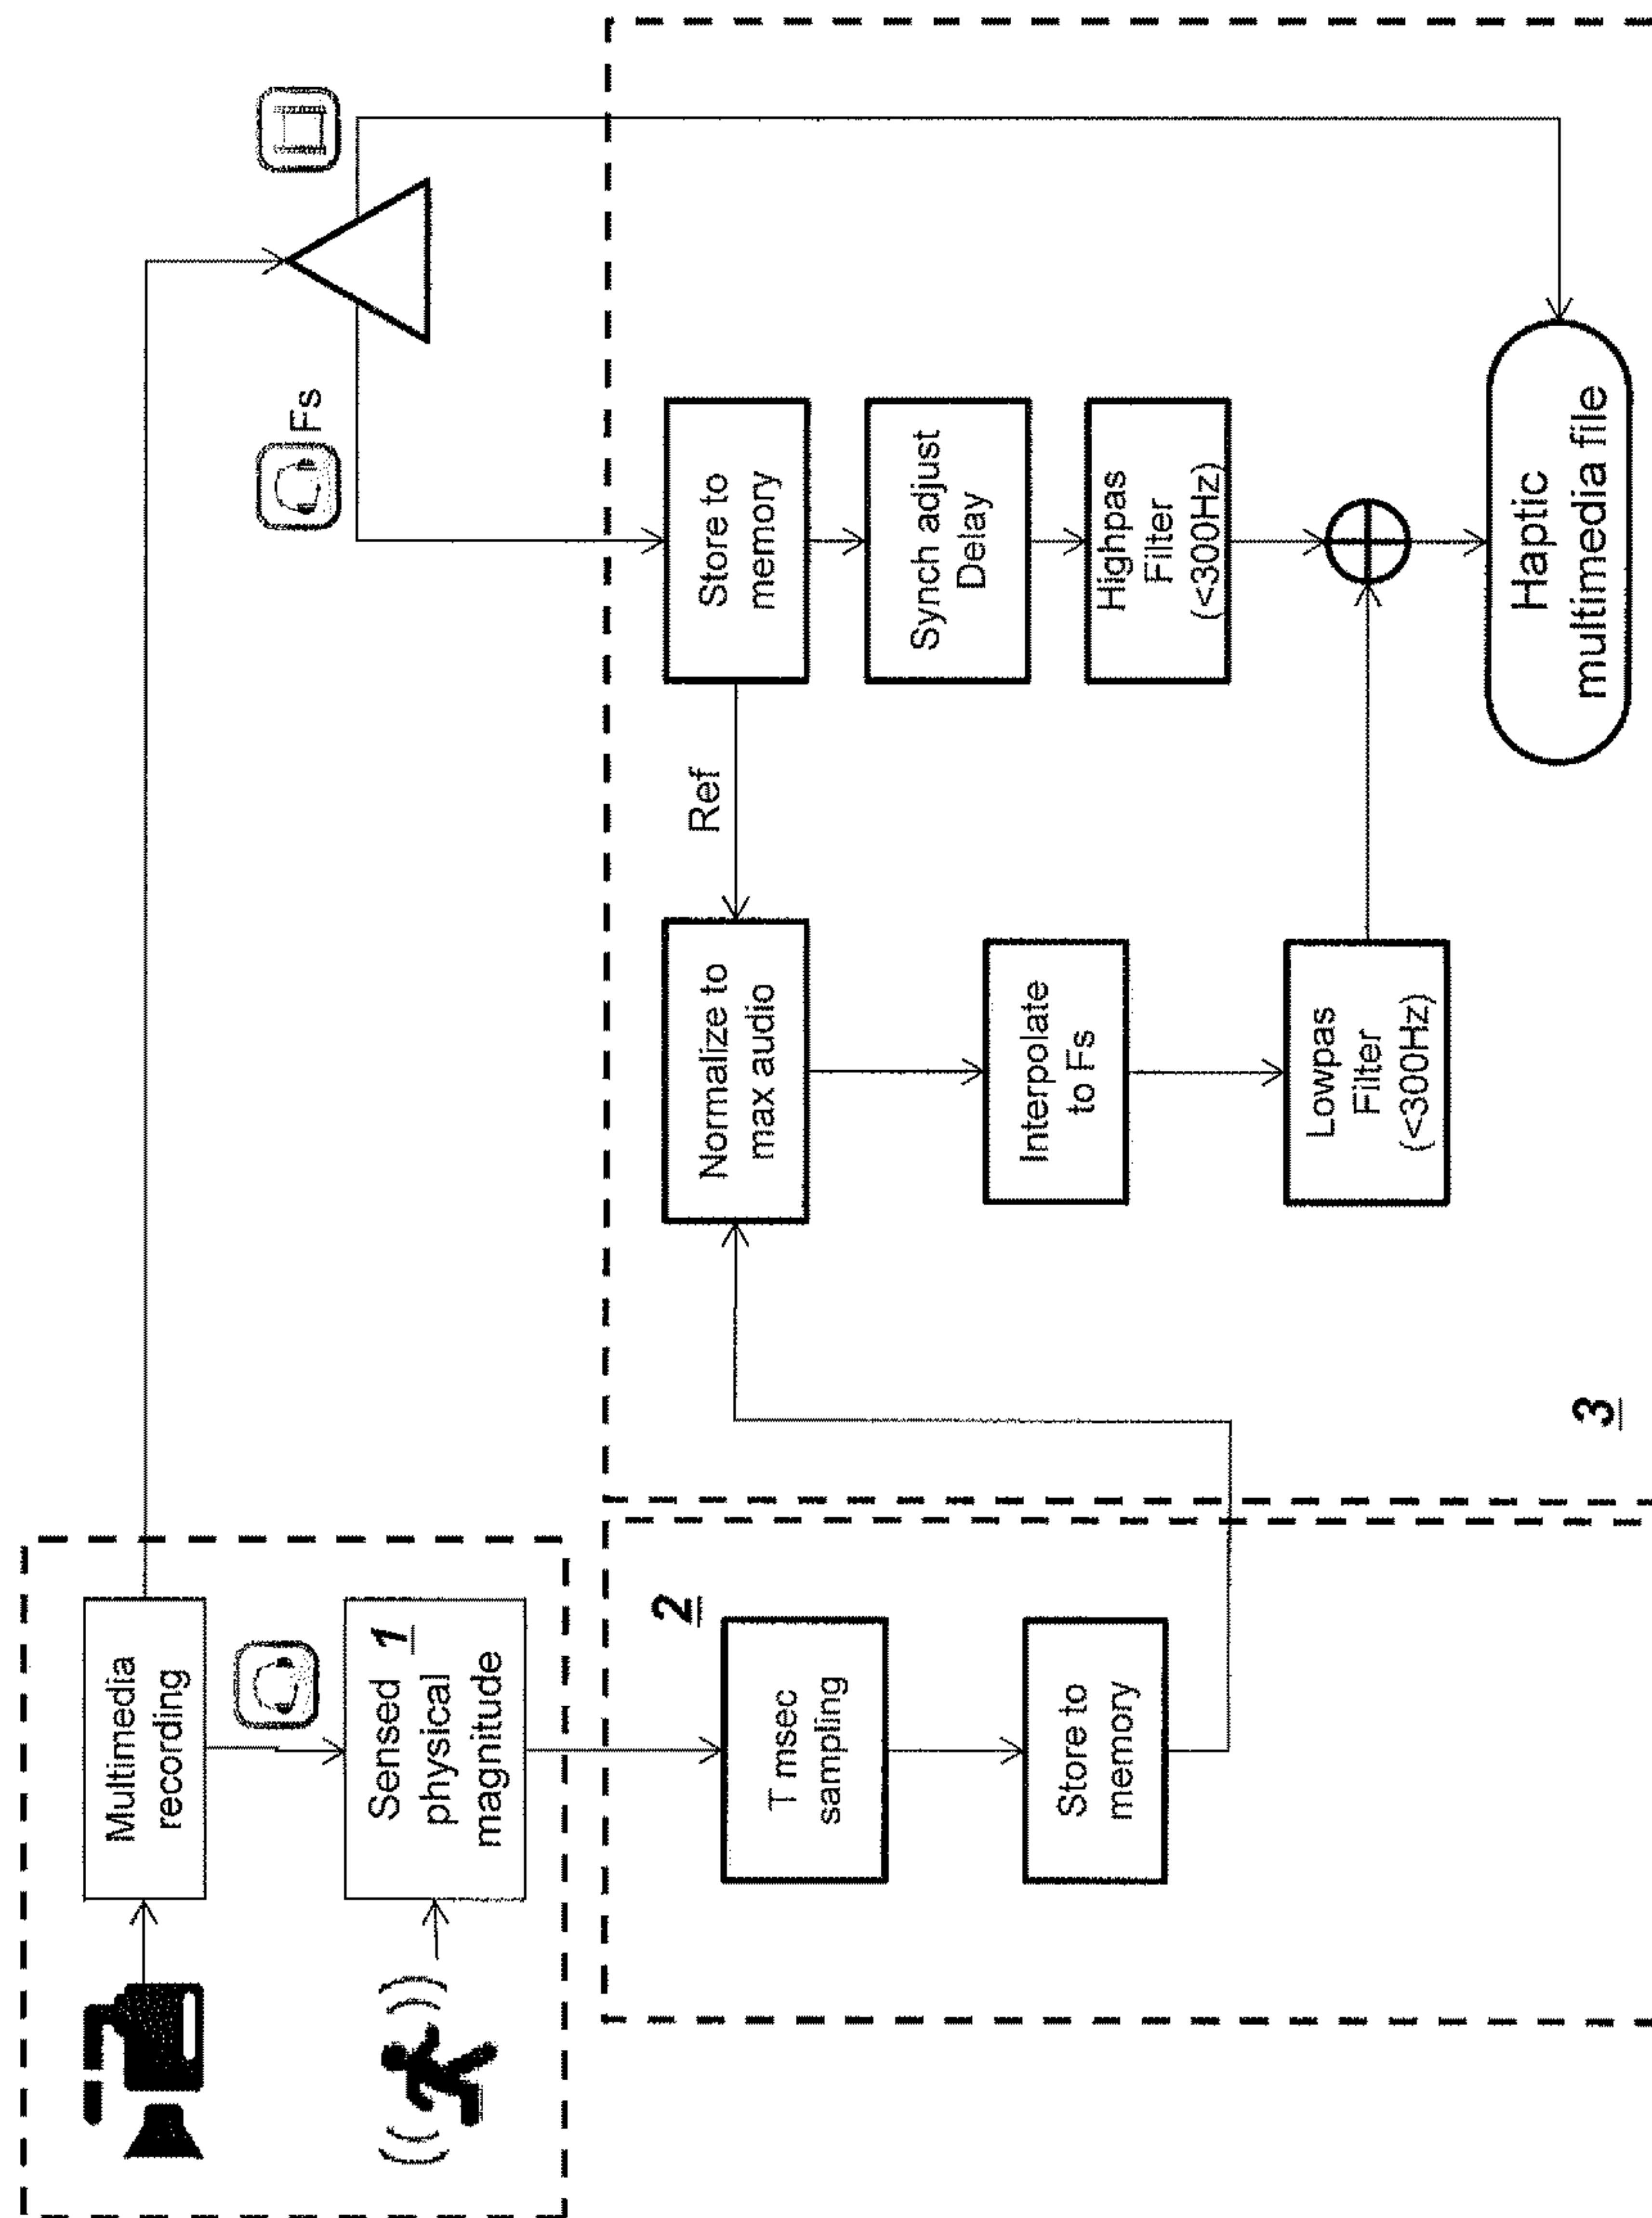 Multimedia
recording
Sensed
physical
magnitude
1
2
T msec
sampling
Store to
memory
Fs
Store to
memory
Ref
Normalize to
max audio
Synch adjust
Delay
Interpolate
to Fs
Highpas
Filter
(<300Hz)
Lowpas
Filter
(<300Hz)
Haptic
multimedia file
3